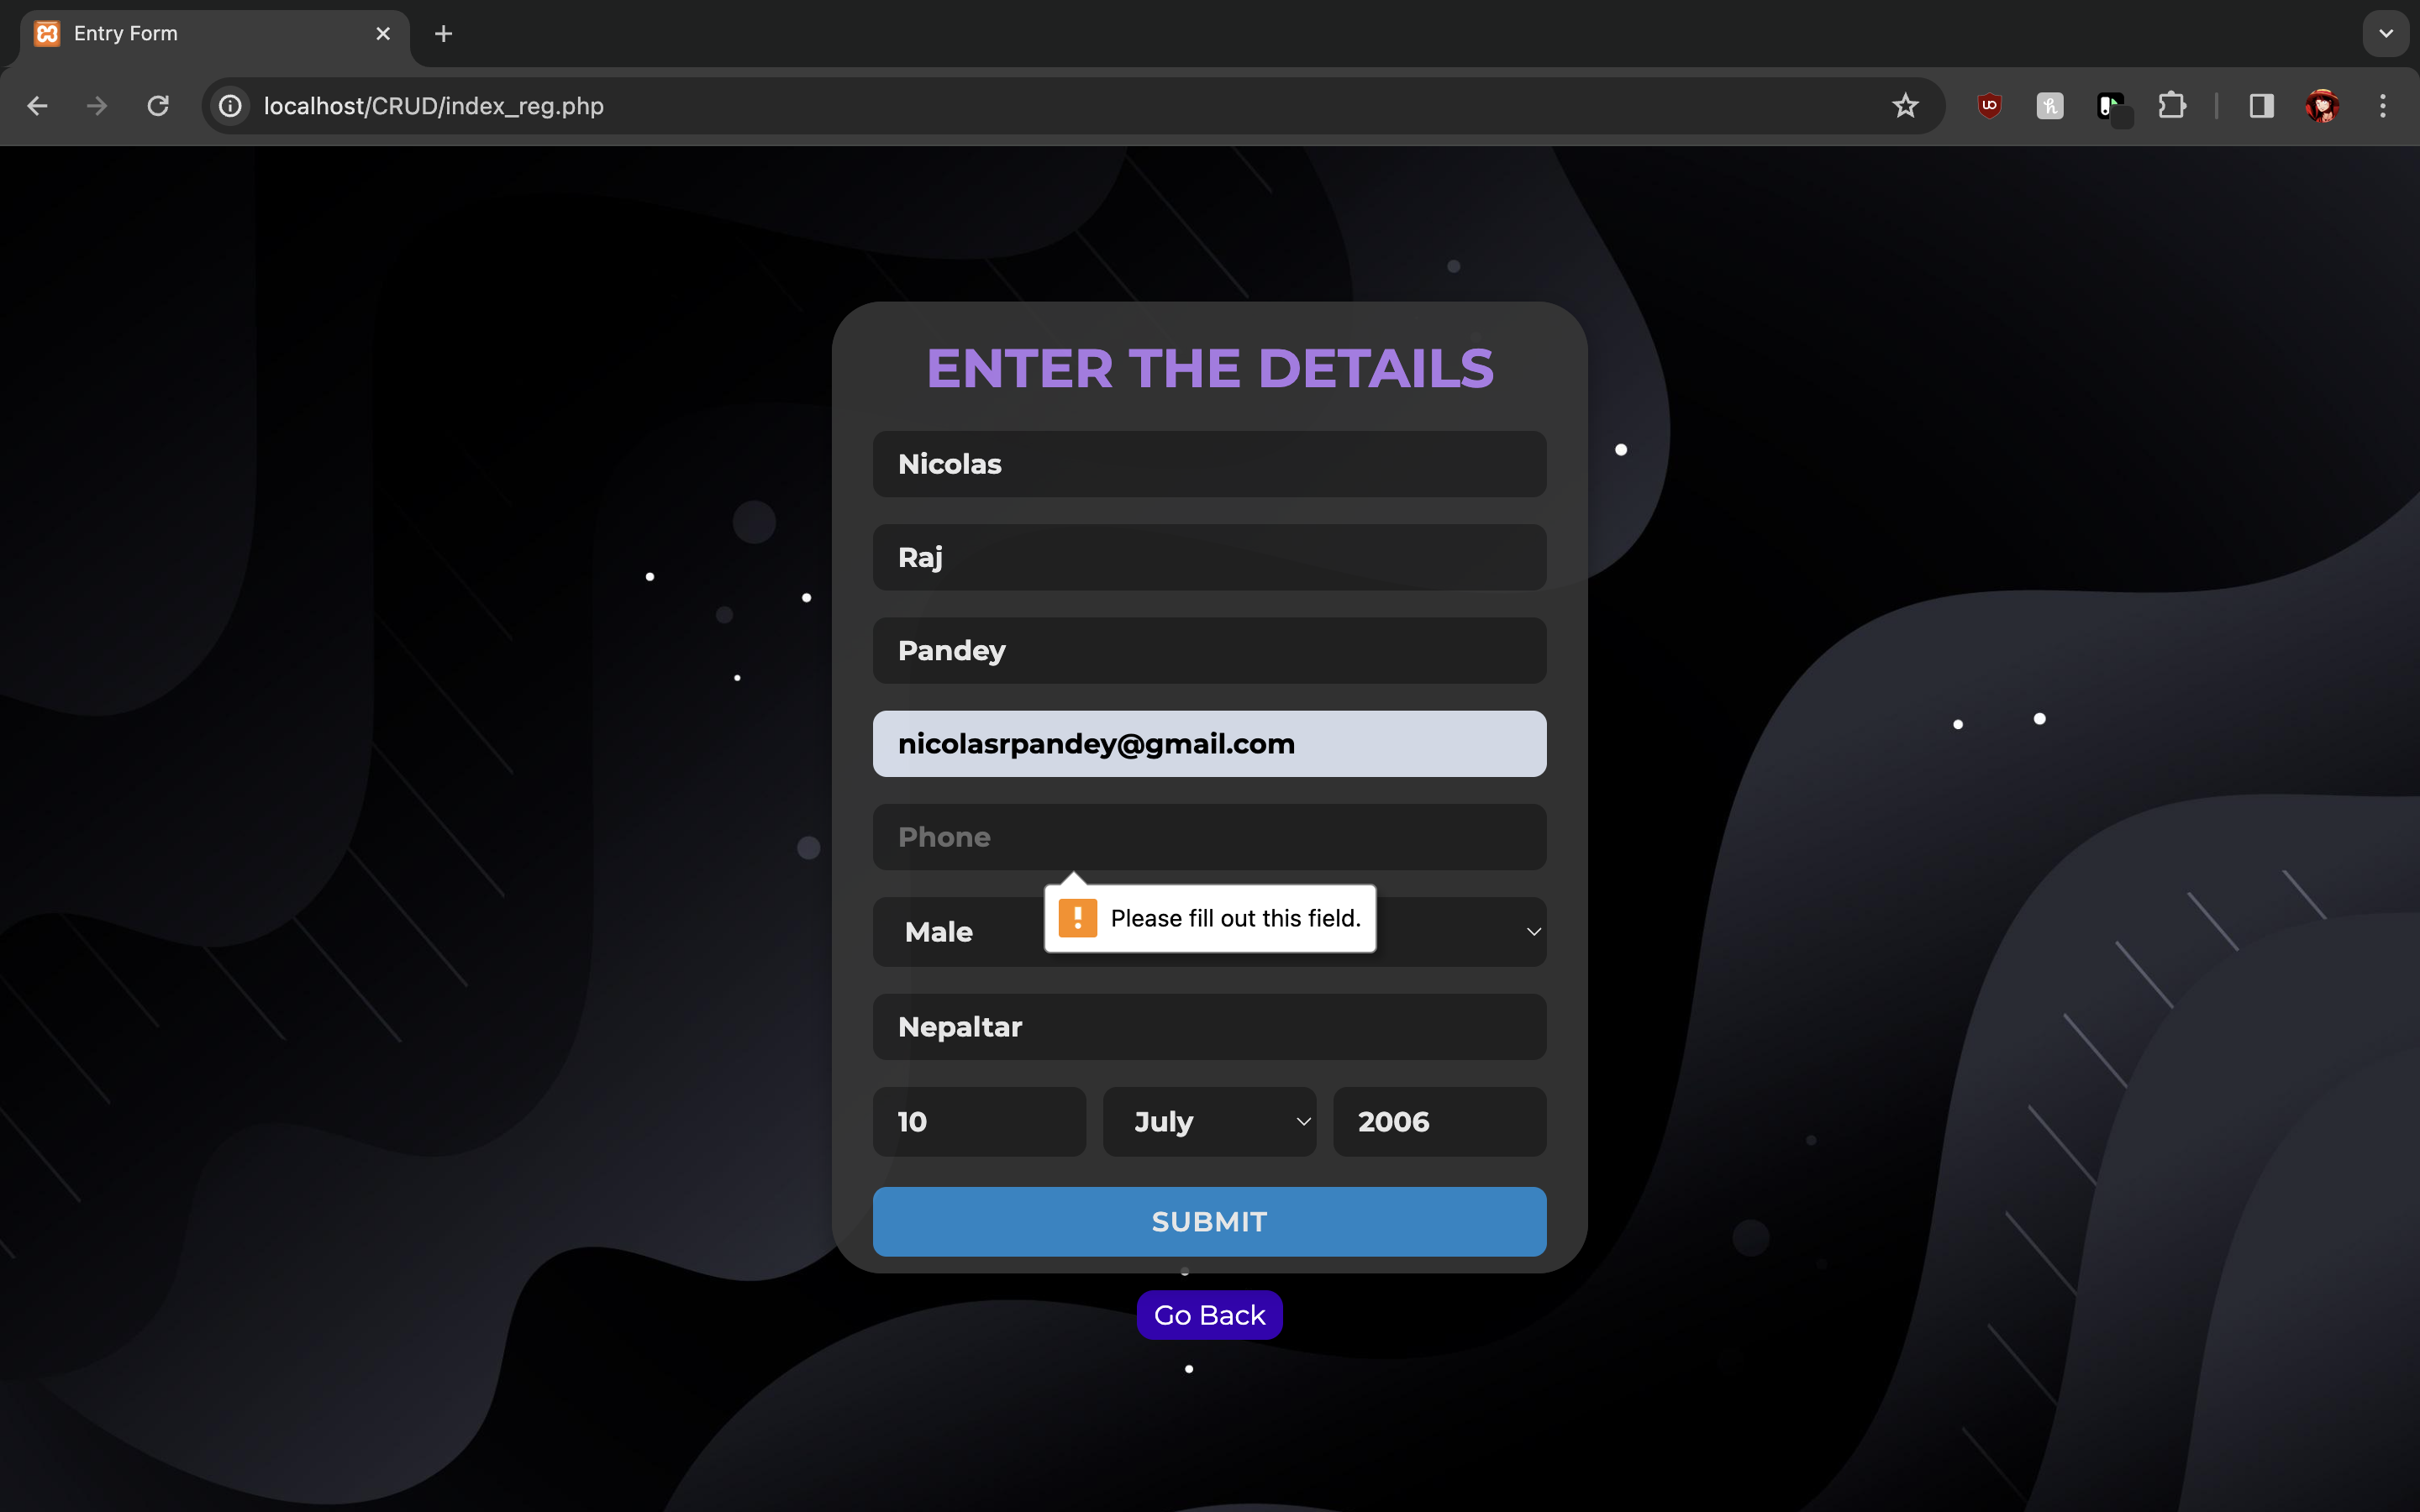 Entry Form
localhost/CRUD/index_reg.php
ENTER THE DETAILS
Nicolas
Raj
Pandey
nicolasrpandey@gmail.com
Phone
Please fill out this field.
Male
Nepaltar
10 July 2006
SUBMIT
Go Back